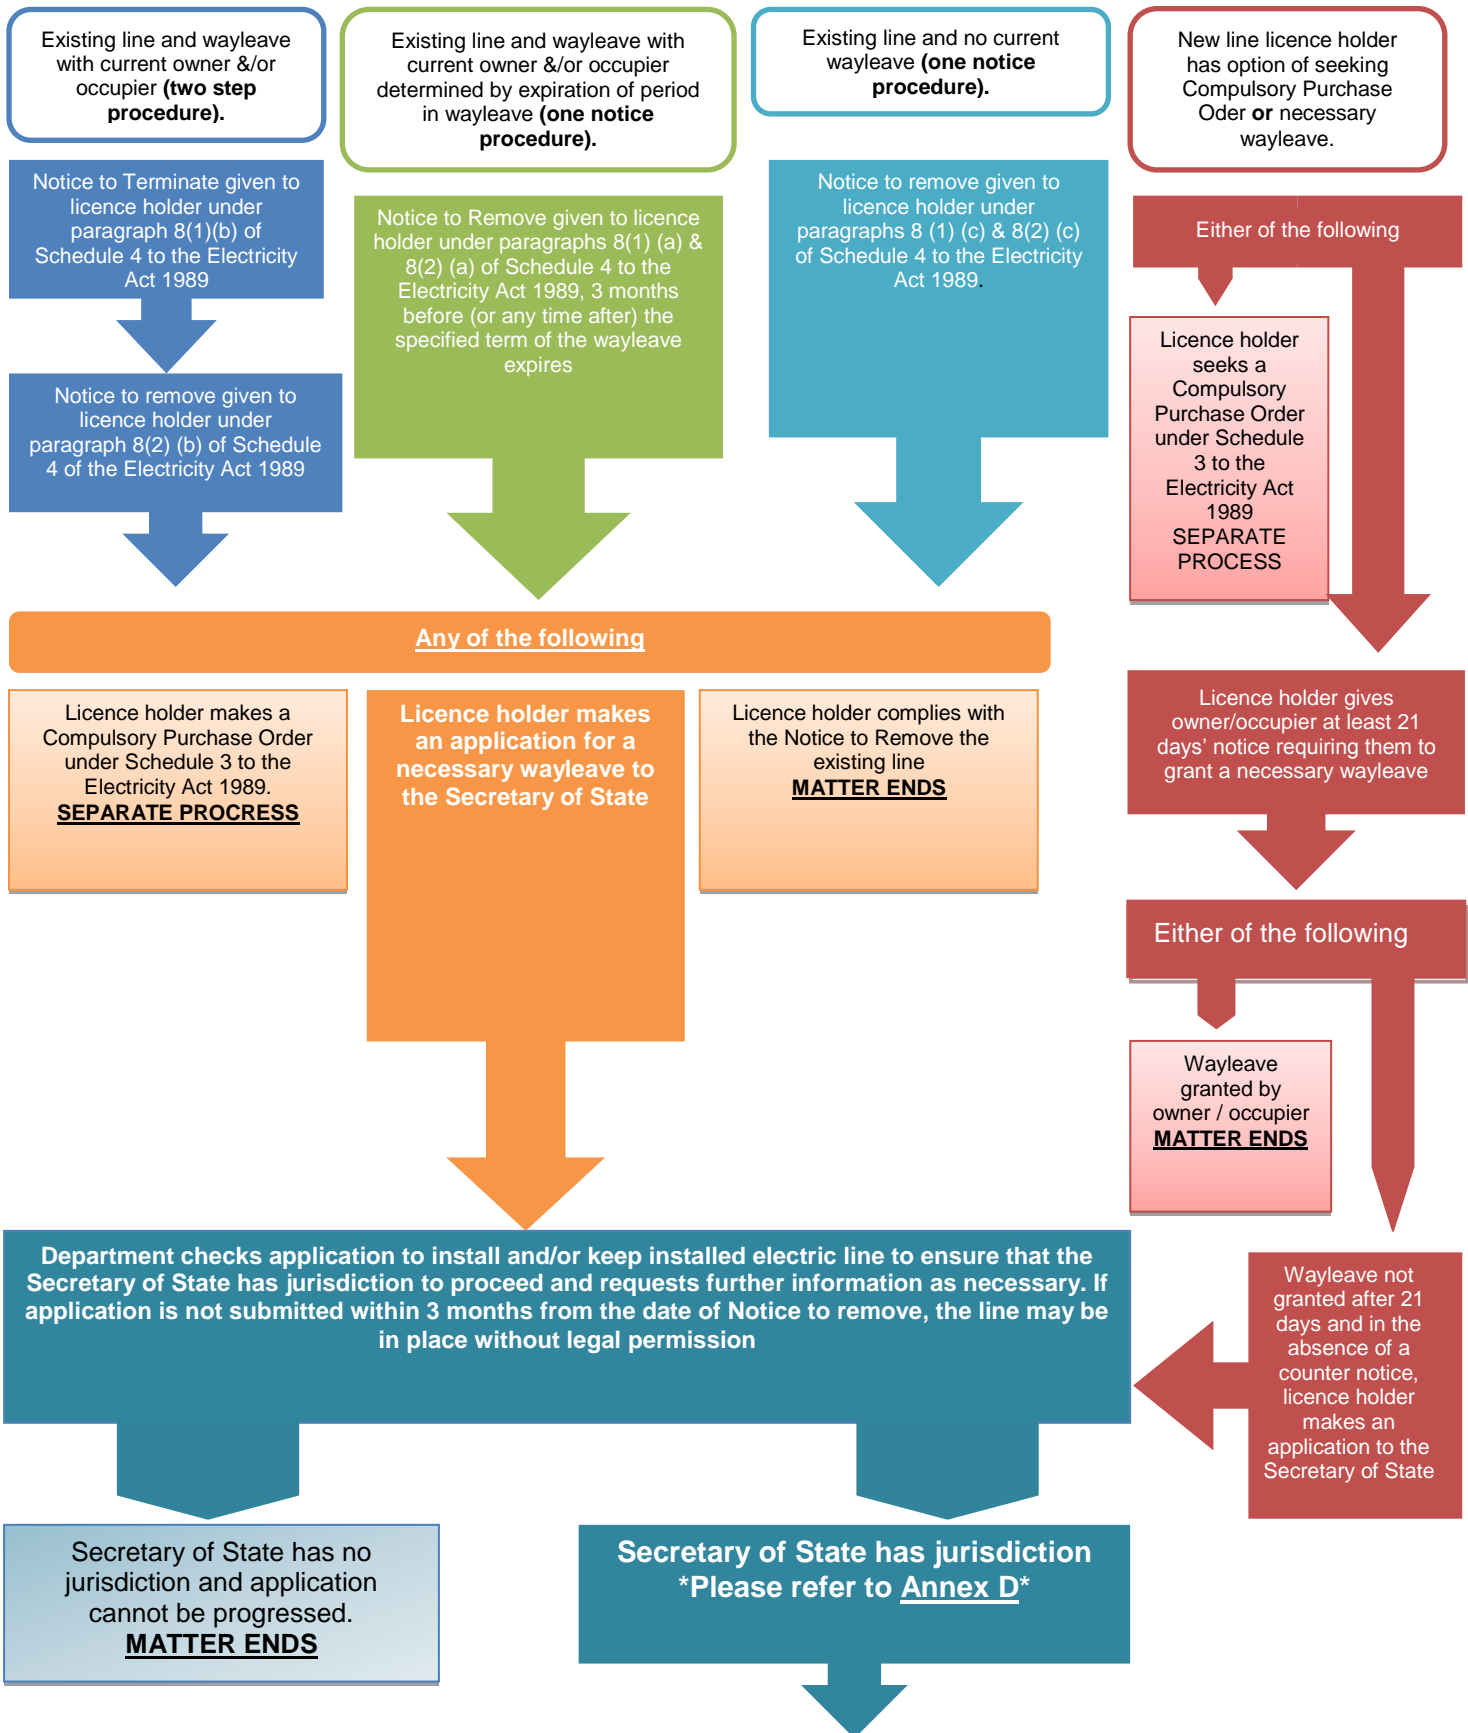 Existing line and wayleave
with current owner &/or
occupier (two step
procedure).
Existing line and wayleave with
current owner &/or occupier
determined by expiration of period
in wayleave (one notice
procedure).
Existing line and no current
wayleave (one notice
procedure).
New line licence holder
has option of seeking
Compulsory Purchase
Oder or necessary
wayleave.
Notice to Terminate given to
licence holder under
paragraph 8(1)(b) of
Schedule 4 to the Electricity
Act 1989
Notice to remove given to
licence holder under
paragraph 8(2) (b) of Schedule
4 of the Electricity Act 1989
Notice to Remove given to licence
holder under paragraphs 8(1) (a) &
8(2) (a) of Schedule 4 to the
Electricity Act 1989, 3 months
before (or any time after) the
specified term of the wayleave
expires
Notice to remove given to
licence holder under
paragraphs 8 (1) (c) & 8(2) (c)
of Schedule 4 to the Electricity
Act 1989.
Either of the following
Licence holder
seeks a
Compulsory
Purchase Order
under Schedule
3 to the
Electricity Act
1989
SEPARATE
PROCESS
Any of the following
Licence holder makes a
Compulsory Purchase Order
under Schedule 3 to the
Electricity Act 1989.
SEPARATE PROCRESS
Licence holder makes
an application for a
necessary wayleave to
the Secretary of State
Licence holder complies with
the Notice to Remove the
existing line
MATTER ENDS
Licence holder gives
owner/occupier at least 21
days' notice requiring them to
grant a necessary wayleave
Either of the following
Wayleave
granted by
owner / occupier
MATTER ENDS
Department checks application to install and/or keep installed electric line to ensure that the
Secretary of State has jurisdiction to proceed and requests further information as necessary. If
application is not submitted within 3 months from the date of Notice to remove, the line may be
in place without legal permission
Wayleave not
granted after 21
days and in the
absence of a
counter notice,
licence holder
makes an
application to the
Secretary of State
Secretary of State has no
jurisdiction and application
cannot be progressed.
MATTER ENDS
Secretary of State has jurisdiction
*Please refer to Annex D*